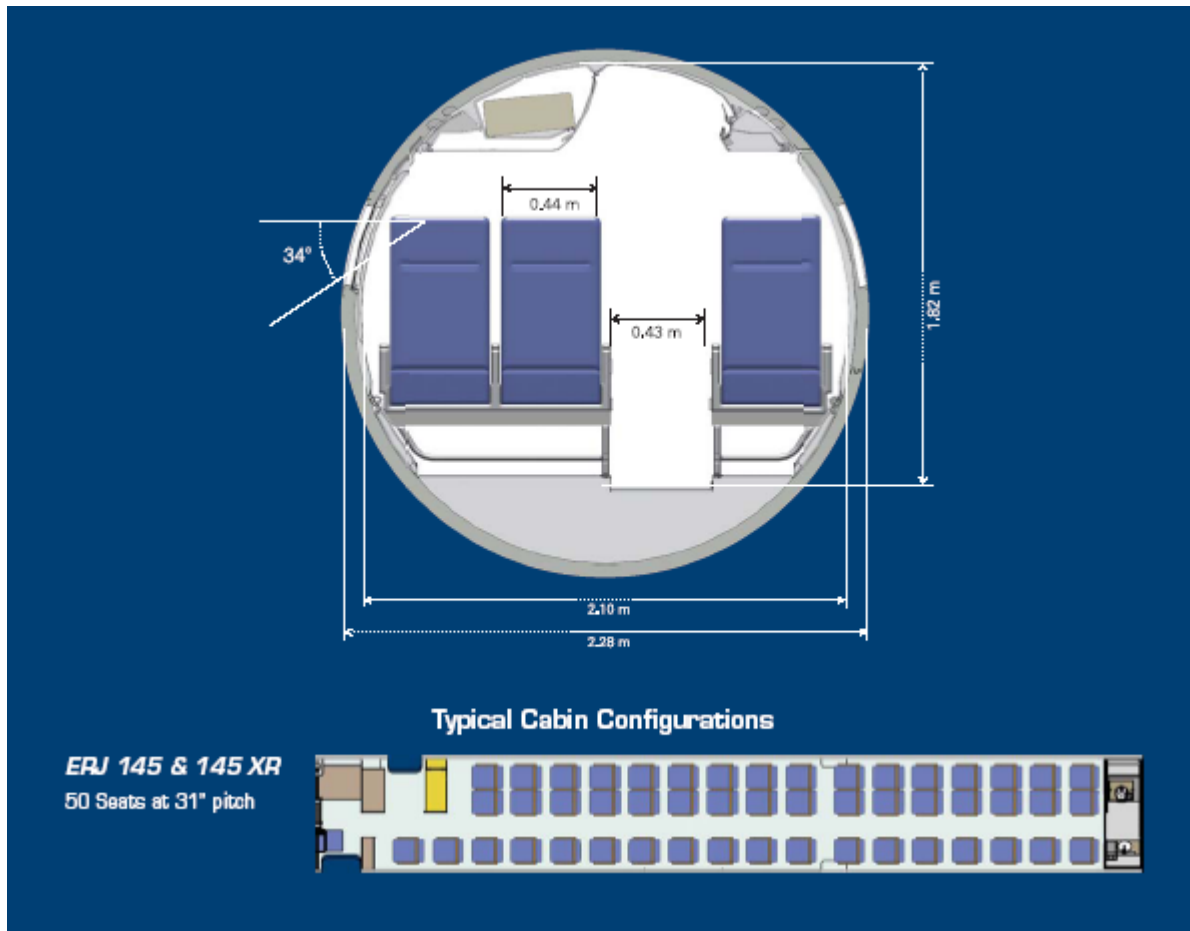 0.44 m
34°
0.43 m
1.82 m
2.10 m
2.28 m
Typical Cabin Configurations
ERJ 145 & 145 XR
50 Seats at 31" pitch